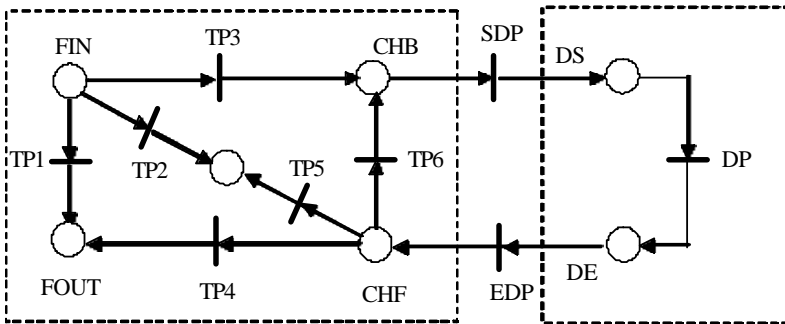 FIN
TP3
CHB
SDP
DS
TP1
TP2
TP5
TP6
DP
FOUT
TP4
CHF
EDP
DE